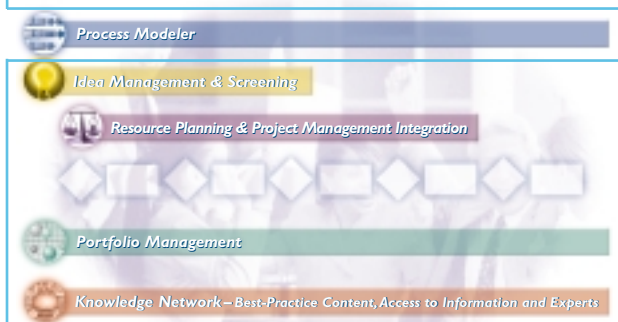 Process Modeler
Idea Management & Screening
Resource Planning & Project Management Integration
Portfolio Management
Knowledge Network – Best-Practice Content, Access to Information and Experts